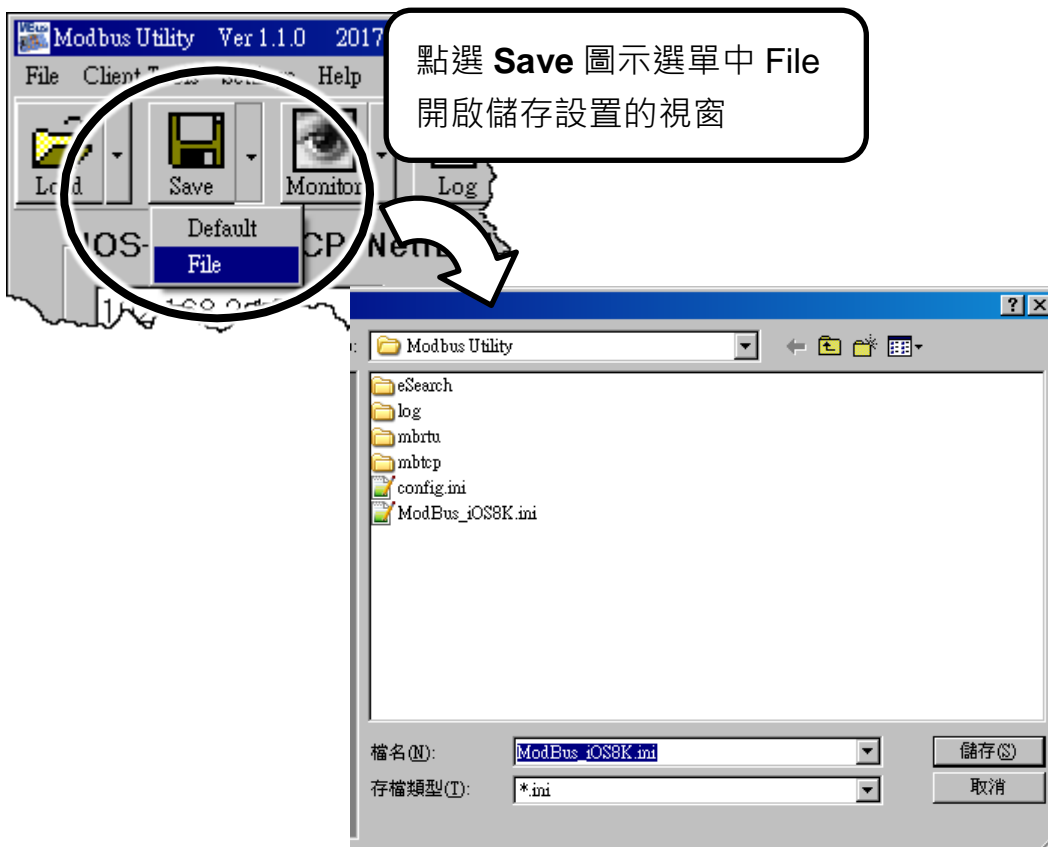 Modbus Utility Ver 1.1.0 2017
點選 Save 圖示選單中 File
開啟儲存設置的視窗
File Client Help
Load Save Monitor Log
Default
File
iOS-
Modbus Utility
eSearch
log
mbrtu
mbtcp
config.ini
ModBus_iOS8K.ini
檔名(N): ModBus_iOS8K.ini 儲存(S)
存檔類型(T): *.ini 取消